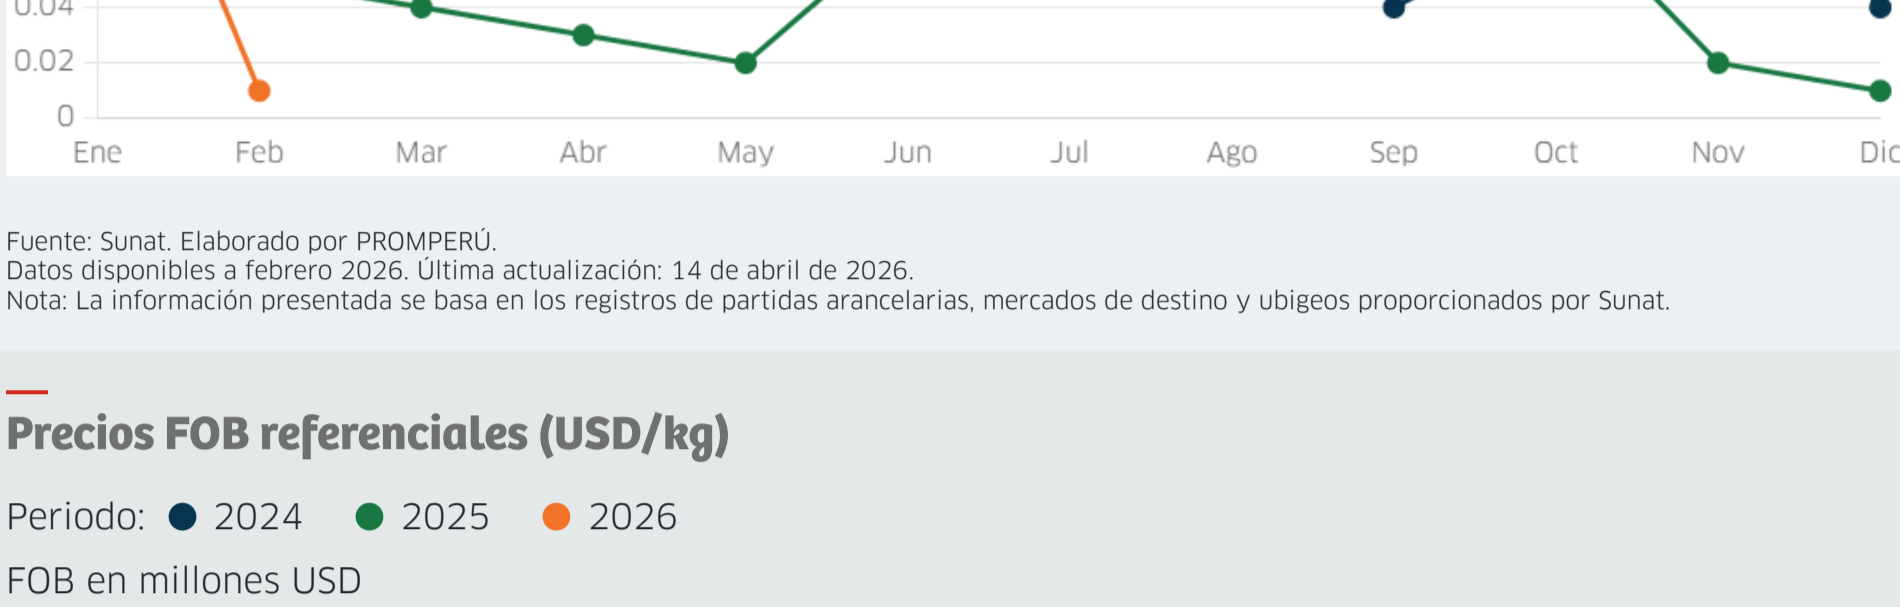 0.04
0.02
0
Ene Feb Mar Abr May Jun Jul Ago Sep Oct Nov Dic
Fuente: Sunat. Elaborado por PROMPERÚ.
Datos disponibles a febrero 2026. Última actualización: 14 de abril de 2026.
Nota: La información presentada se basa en los registros de partidas arancelarias, mercados de destino y ubigeos proporcionados por Sunat.
Precios FOB referenciales (USD/kg)
Periodo: 2024 2025 2026
FOB en millones USD